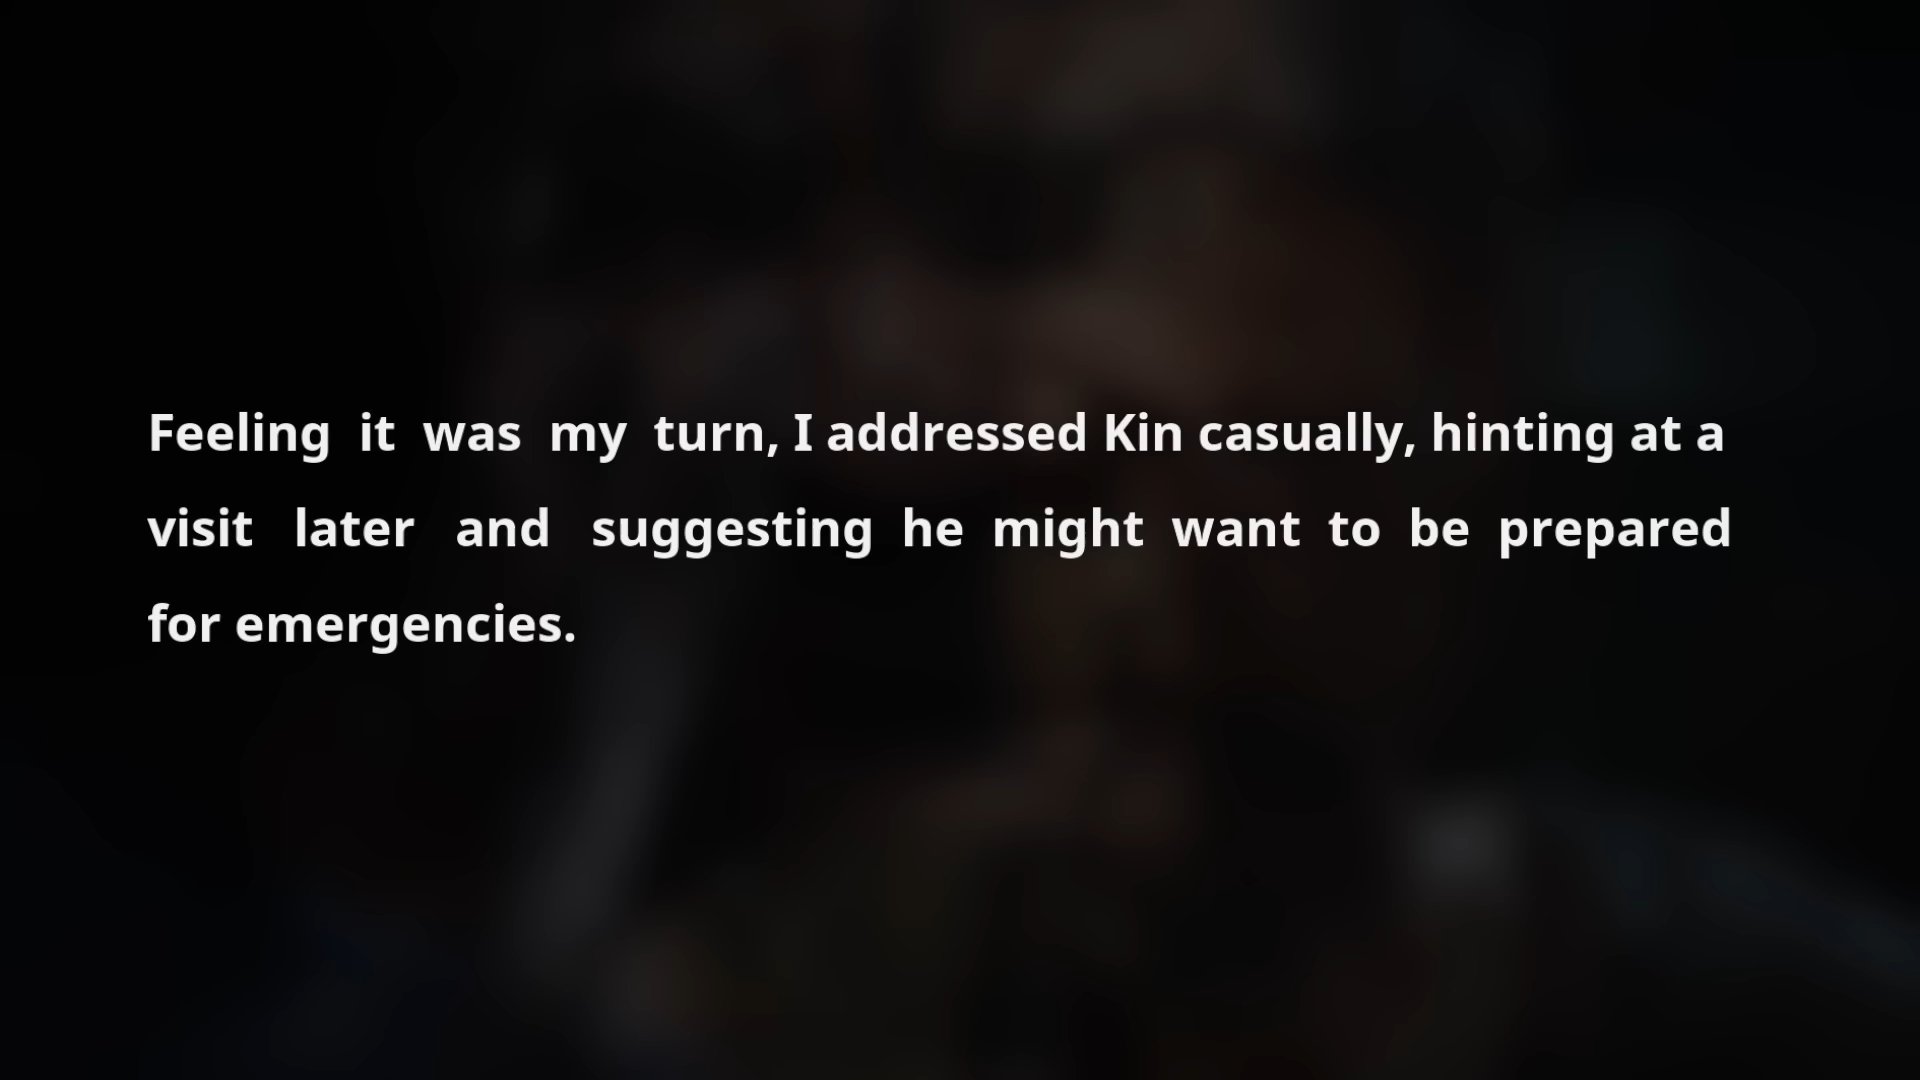 Feeling it was my turn, I addressed Kin casually, hinting at a
visit later and suggesting he might want to be prepared
for emergencies.